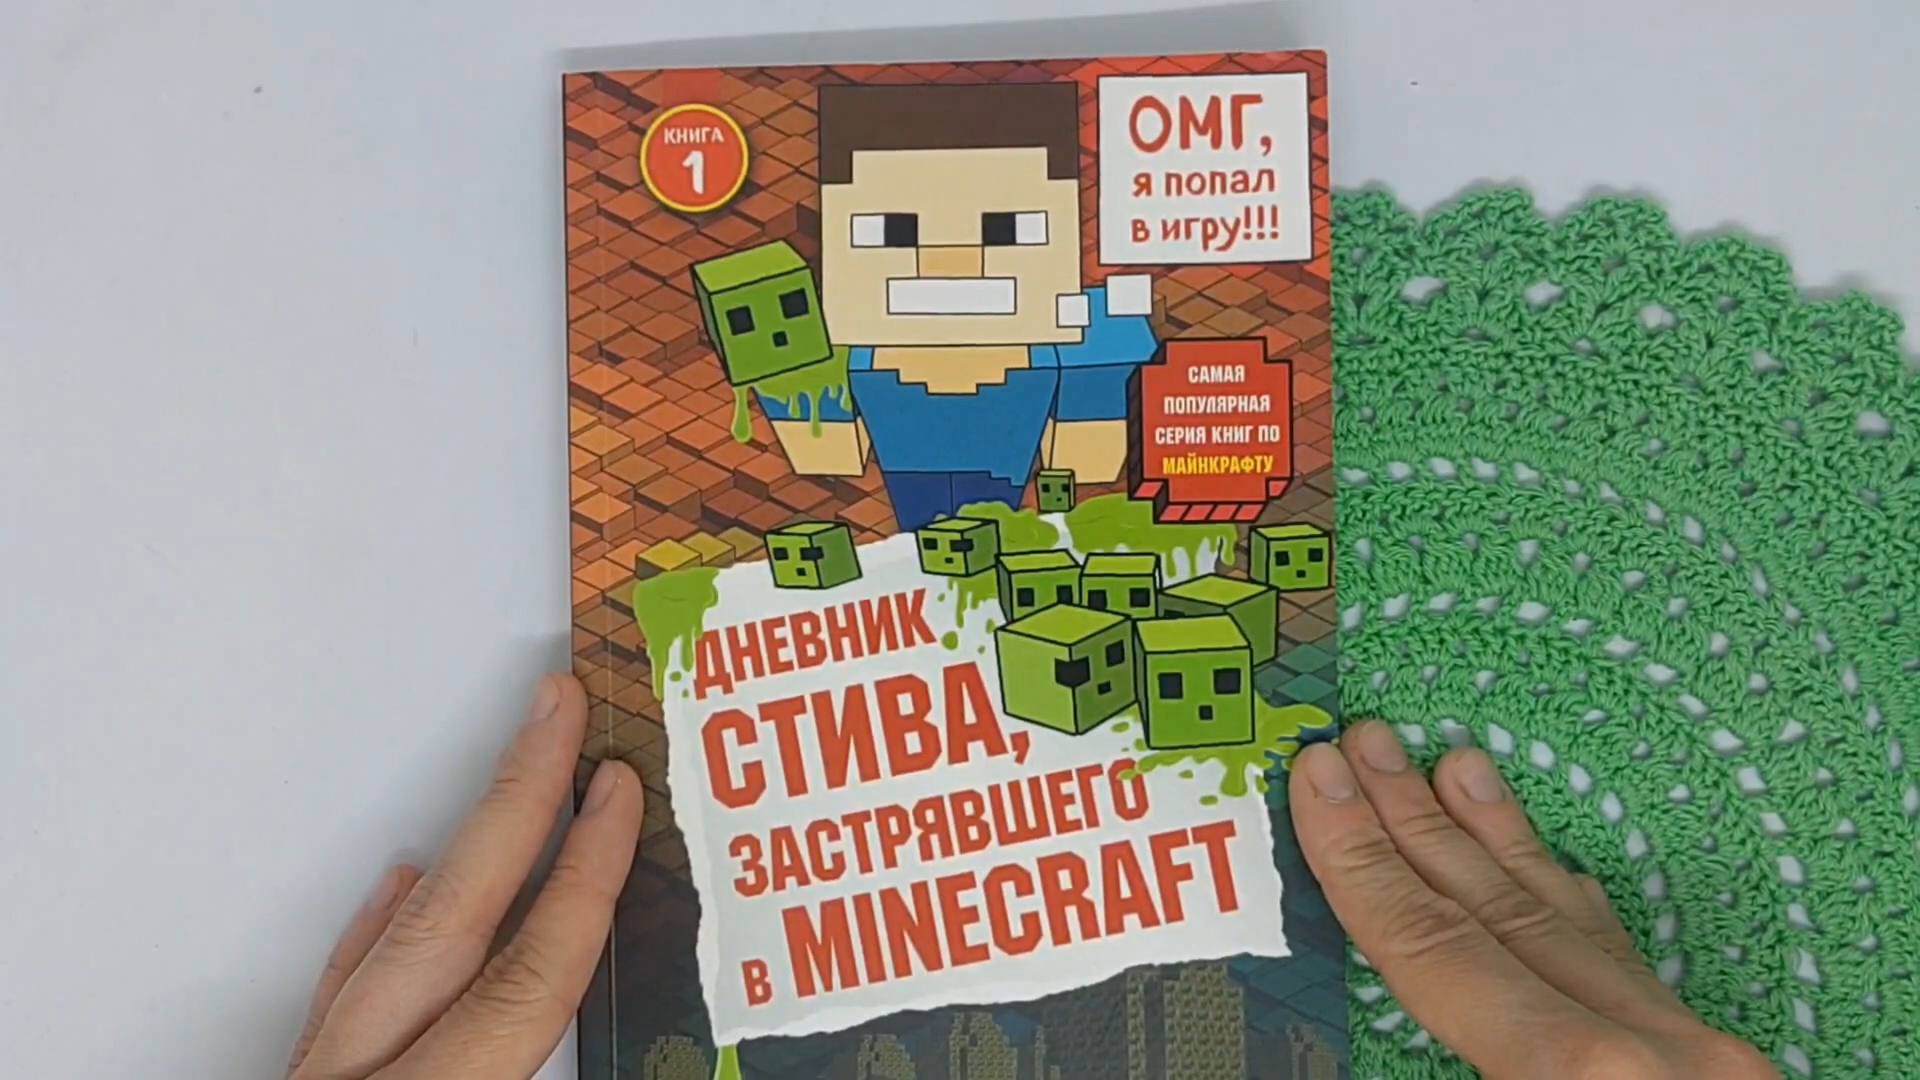 КНИГА
1
ОМГ,
я попал
в игру!!!
САМАЯ
ПОПУЛЯРНАЯ
СЕРИЯ КНИГ ПО
МАЙНКРАФТУ
ДНЕВНИК
СТИВА,
ЗАСТРЯВШЕГО
в MINECRAFT